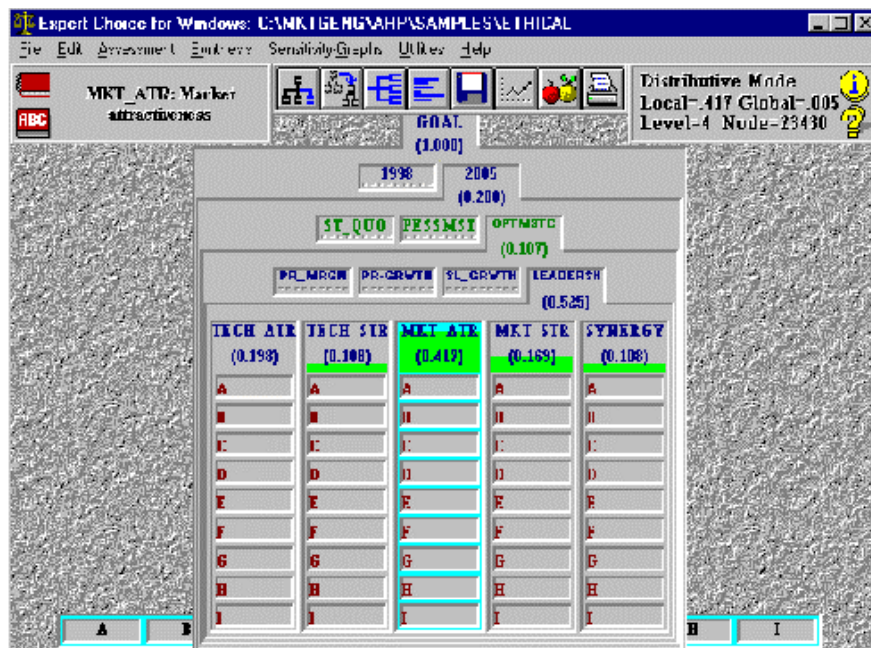 Expert Choice for Windows: C:\MKTGENG\AHP\SAMPLES\ETHICAL
File Edit Assessment Synthesis Sensitivity-Graphs Utilities Help
MKT_ATR: Market
attractiveness
ABC
Distributive Mode
Local=.417 Global=.005
Level=4 Node=23430
GOAL
(1.000)
1998 2005
(0.200)
ST_QUO PESSMST OPTMSTC
(0.107)
PR_MRGN PR-GRWTH SL_GRWTH LEADERSH
(0.525)
TECH ATR TECH STR MKT ATR MKT STR SYNERGY
(0.198) (0.108) (0.417) (0.169) (0.108)
A A A A A
B B B B B
C C C C C
D D D D D
E E E E E
F F F F F
G G G G G
H H H H H
I I I I I
A B H I